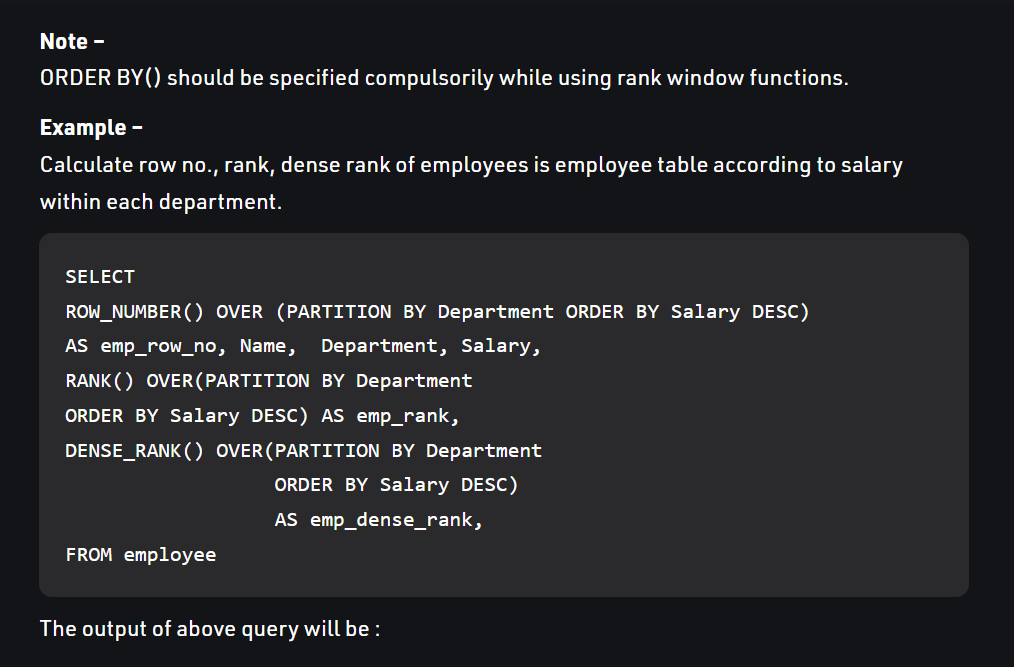 Note –
ORDER BY() should be specified compulsorily while using rank window functions.
Example –
Calculate row no., rank, dense rank of employees is employee table according to salary
within each department.
SELECT
ROW_NUMBER() OVER (PARTITION BY Department ORDER BY Salary DESC)
AS emp_row_no, Name,  Department, Salary,
RANK() OVER(PARTITION BY Department
ORDER BY Salary DESC) AS emp_rank,
DENSE_RANK() OVER(PARTITION BY Department
                  ORDER BY Salary DESC)
                  AS emp_dense_rank,
FROM employee
The output of above query will be :